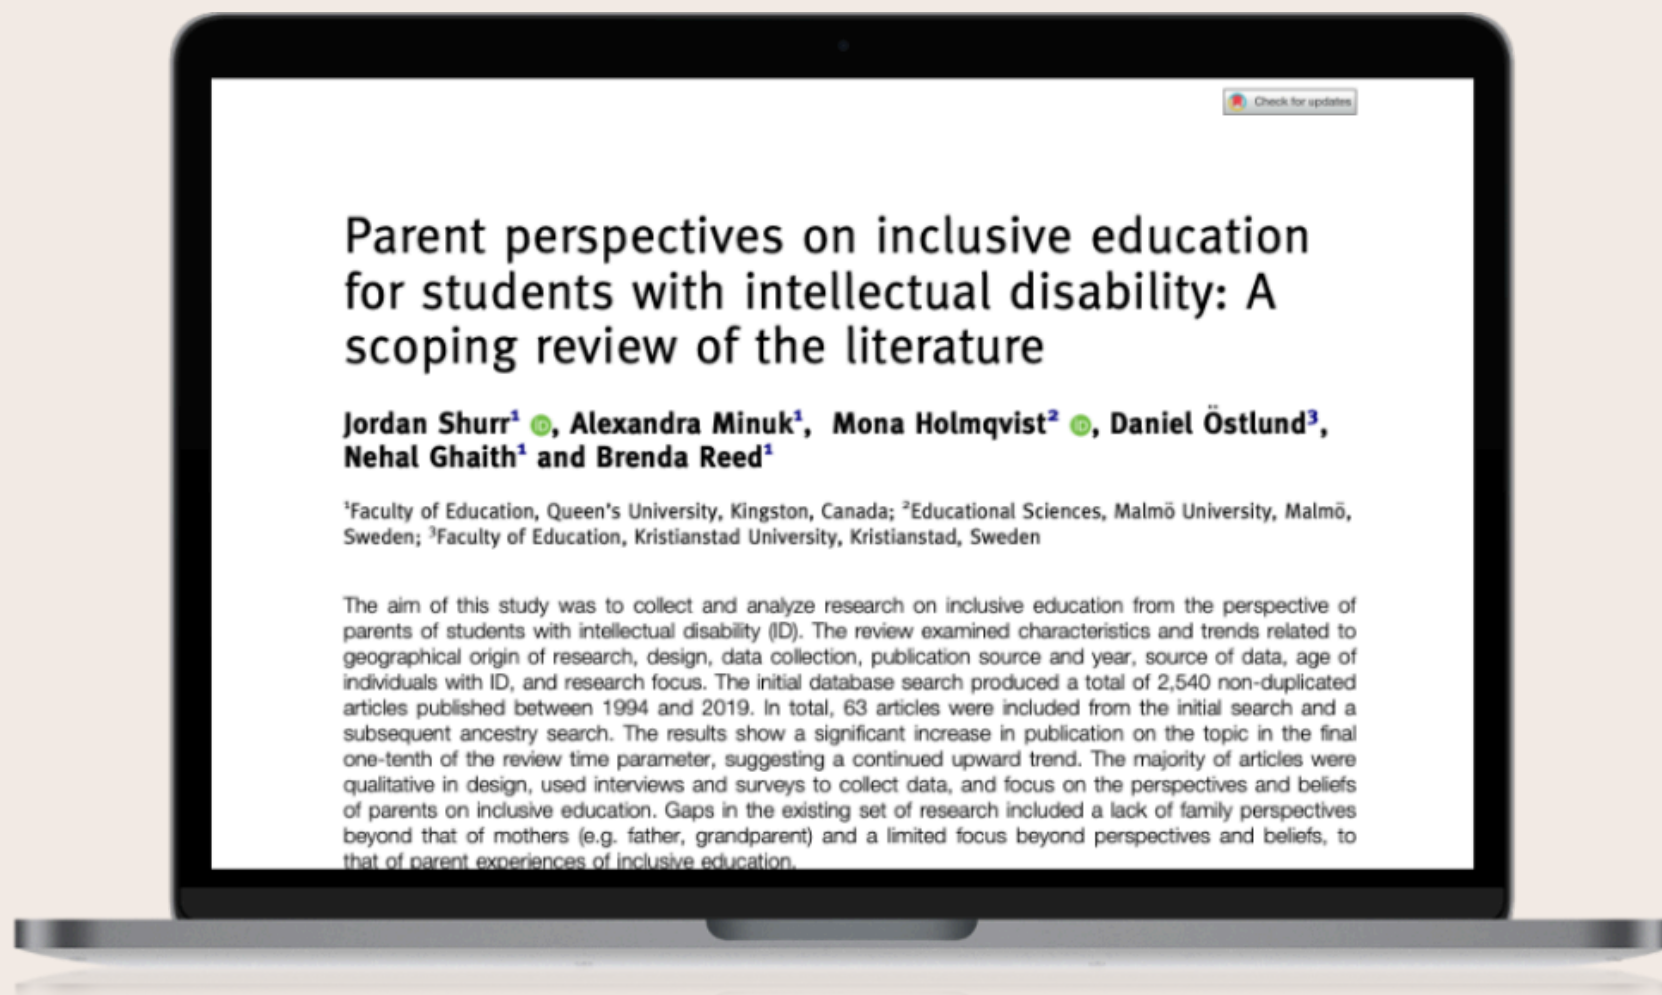 Check for updates
Parent perspectives on inclusive education
for students with intellectual disability: A
scoping review of the literature
Jordan Shurr¹ iD, Alexandra Minuk¹, Mona Holmqvist² iD, Daniel Östlund³,
Nehal Ghaith¹ and Brenda Reed¹
¹Faculty of Education, Queen's University, Kingston, Canada; ²Educational Sciences, Malmö University, Malmö,
Sweden; ³Faculty of Education, Kristianstad University, Kristianstad, Sweden
The aim of this study was to collect and analyze research on inclusive education from the perspective of
parents of students with intellectual disability (ID). The review examined characteristics and trends related to
geographical origin of research, design, data collection, publication source and year, source of data, age of
individuals with ID, and research focus. The initial database search produced a total of 2,540 non-duplicated
articles published between 1994 and 2019. In total, 63 articles were included from the initial search and a
subsequent ancestry search. The results show a significant increase in publication on the topic in the final
one-tenth of the review time parameter, suggesting a continued upward trend. The majority of articles were
qualitative in design, used interviews and surveys to collect data, and focus on the perspectives and beliefs
of parents on inclusive education. Gaps in the existing set of research included a lack of family perspectives
beyond that of mothers (e.g. father, grandparent) and a limited focus beyond perspectives and beliefs, to
that of parent experiences of inclusive education.